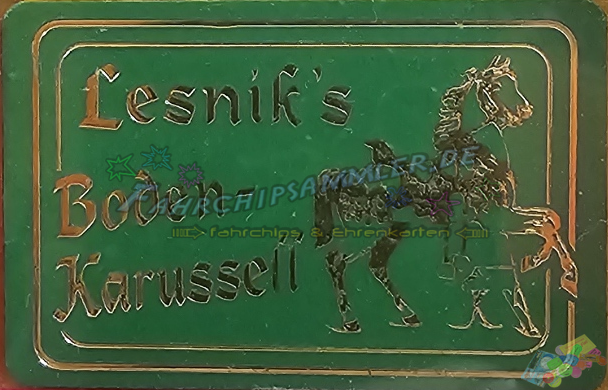 Lesnik's
Boden-
Karussell
FAHRCHIPSAMMLER.DE
fahrchips & Ehrenkarten